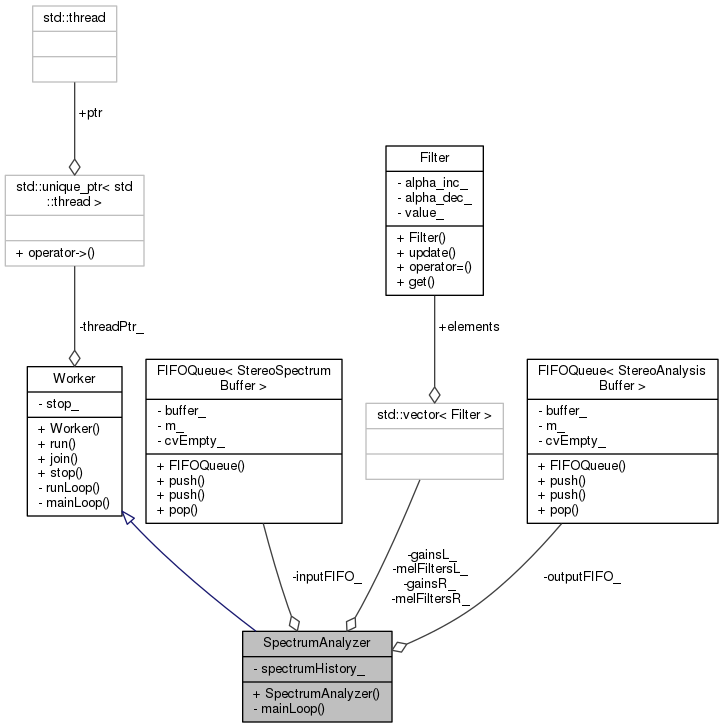 std::thread
+ptr
std::unique_ptr< std
::thread >
+ operator->()
-threadPtr_
Filter
- alpha_inc_
- alpha_dec_
- value_
+ Filter()
+ update()
+ operator=()
+ get()
+elements
Worker
- stop_
+ Worker()
+ run()
+ join()
+ stop()
- runLoop()
- mainLoop()
FIFOQueue< StereoSpectrum
Buffer >
- buffer_
- m_
- cvEmpty_
+ FIFOQueue()
+ push()
+ push()
+ pop()
std::vector< Filter >
FIFOQueue< StereoAnalysis
Buffer >
- buffer_
- m_
- cvEmpty_
+ FIFOQueue()
+ push()
+ push()
+ pop()
-inputFIFO_
-gainsL_
-melFiltersL_
-gainsR_
-melFiltersR_
-outputFIFO_
SpectrumAnalyzer
- spectrumHistory_
+ SpectrumAnalyzer()
- mainLoop()